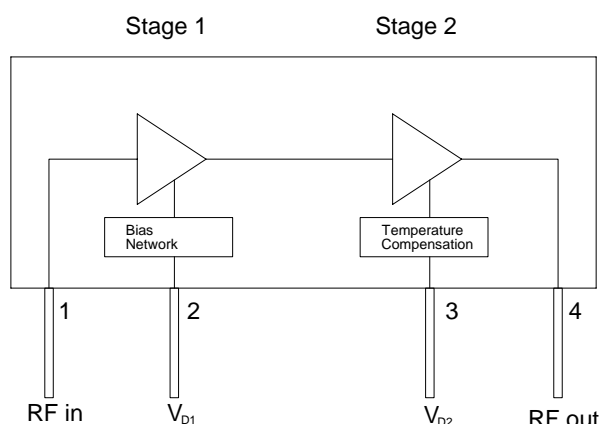 Stage 1
Stage 2
Bias
Network
Temperature
Compensation
1
2
3
4
RF in
VD1
VD2
RF out